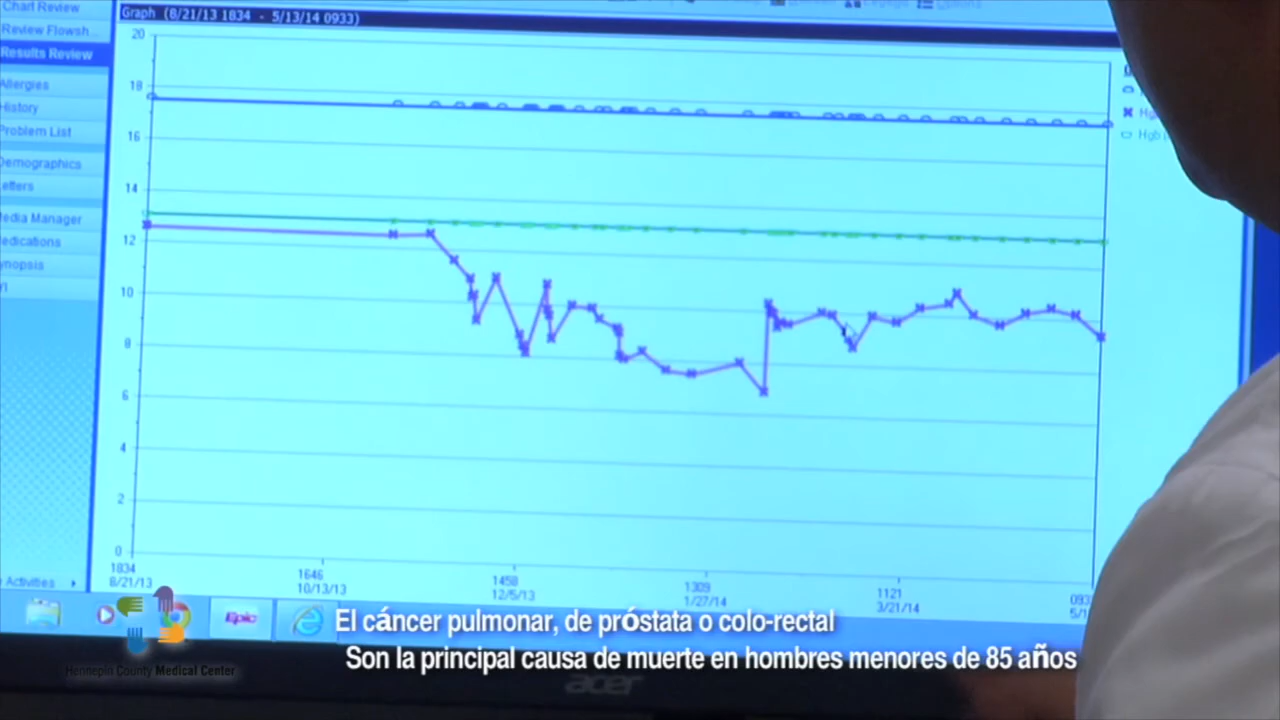 Chart Review
Graph (8/21/13 1834 - 5/13/14 0933)
Review Flowsh...
Results Review
Allergies
History
Problem List
Demographics
Letters
Media Manager
Medications
Synopsis
Options
20
18
16
14
12
10
8
6
4
2
0
Hgb
1834
8/21/13
1646
10/13/13
1458
12/5/13
1309
1/27/14
1121
3/21/14
Activities
Epic
El cáncer pulmonar, de próstata o colo-rectal
Son la principal causa de muerte en hombres menores de 85 años
Hennepin County Medical Center
acer